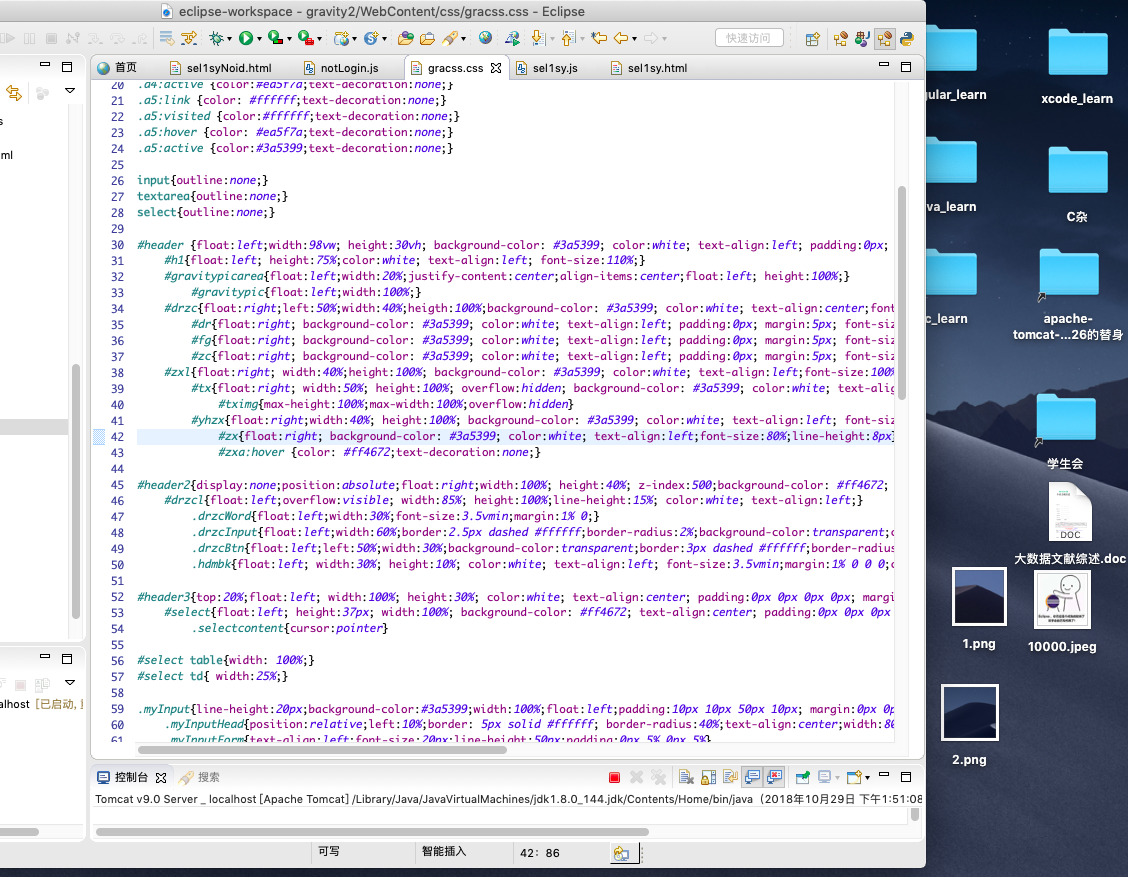 eclipse-workspace - gravity2/WebContent/css/gracss.css - Eclipse
快速访问
首页
sel1syNoid.html
notLogin.js
gracss.css
sel1sy.js
sel1sy.html
s
ml
20 .a4:active {color:#ea5f7a;text-decoration:none;}
21 .a5:link {color: #ffffff;text-decoration:none;}
22 .a5:visited {color:#ffffff;text-decoration:none;}
23 .a5:hover {color: #ea5f7a;text-decoration:none;}
24 .a5:active {color:#3a5399;text-decoration:none;}
25
26 input{outline:none;}
27 textarea{outline:none;}
28 select{outline:none;}
29
30 #header {float:left;width:98vw; height:30vh; background-color: #3a5399; color:white; text-align:left; padding:0px;
31 #h1{float:left; height:75%;color:white; text-align:left; font-size:110%;}
32 #gravitypicarea{float:left;width:20%;justify-content:center;align-items:center;float:left; height:100%;}
33 #gravitypic{float:left;width:100%;}
34 #drzc{float:right;left:50%;width:40%;heigth:100%;background-color: #3a5399; color:white; text-align:center;font
35 #dr{float:right; background-color: #3a5399; color:white; text-align:left; padding:0px; margin:5px; font-siz
36 #fg{float:right; background-color: #3a5399; color:white; text-align:left; padding:0px; margin:5px; font-siz
37 #zc{float:right; background-color: #3a5399; color:white; text-align:left; padding:0px; margin:5px; font-siz
38 #zxl{float:right; width:40%;height:100%; background-color: #3a5399; color:white; text-align:left;font-size:100%
39 #tx{float:right; width:50%; height:100%; overflow:hidden; background-color: #3a5399; color:white; text-alig
40 #tximg{max-height:100%;max-width:100%;overflow:hidden}
41 #yhzx{float:right;width:40%; height:100%; background-color: #3a5399; color:white; text-align:left; font-siz
42 #zx{float:right; background-color: #3a5399; color:white; text-align:left;font-size:80%;line-height:8px}
43 #zxa:hover {color: #ff4672;text-decoration:none;}
44
45 #header2{display:none;position:absolute;float:right;width:100%; height:40%; z-index:500;background-color: #ff4672;
46 #drzcl{float:left;overflow:visible; width:85%; height:100%;line-height:15%; color:white; text-align:left;}
47 .drzcWord{float:left;width:30%;font-size:3.5vmin;margin:1% 0;}
48 .drzcInput{float:left;width:60%;border:2.5px dashed #ffffff;border-radius:2%;background-color:transparent;c
49 .drzcBtn{float:left;left:50%;width:30%;background-color:transparent;border:3px dashed #ffffff;border-radius
50 .hdmbk{float:left; width:30%; height:10%; color:white; text-align:left; font-size:3.5vmin;margin:1% 0 0 0;c
51
52 #header3{top:20%;float:left; width:100%; height:30%; color:white; text-align:center; padding:0px 0px 0px 0px; margi
53 #select{float:left; height:37px; width:100%; background-color: #ff4672; text-align:center; padding:0px 0px 0px
54 .selectcontent{cursor:pointer}
55
56 #select table{width: 100%;}
57 #select td{ width:25%;}
58
59 .myInput{line-height:20px;background-color:#3a5399;width:100%;float:left;padding:10px 10px 50px 10px; margin:0px 0p
60 .myInputHead{position:relative;left:10%;border: 5px solid #ffffff; border-radius:40%;text-align:center;width:80
61 .myInputForm{text-align:left;font-size:20px;line-height:50px;padding:0px 5% 0px 5%}
alhost [已启动,
控制台
搜索
Tomcat v9.0 Server _ localhost [Apache Tomcat] /Library/Java/JavaVirtualMachines/jdk1.8.0_144.jdk/Contents/Home/bin/java（2018年10月29日 下午1:51:08
可写
智能插入
42: 86
gular_learn
xcode_learn
va_learn
C杂
c_learn
apache-
tomcat-...26的替身
学生会
DOC
大数据文献综述.doc
1.png
10000.jpeg
2.png